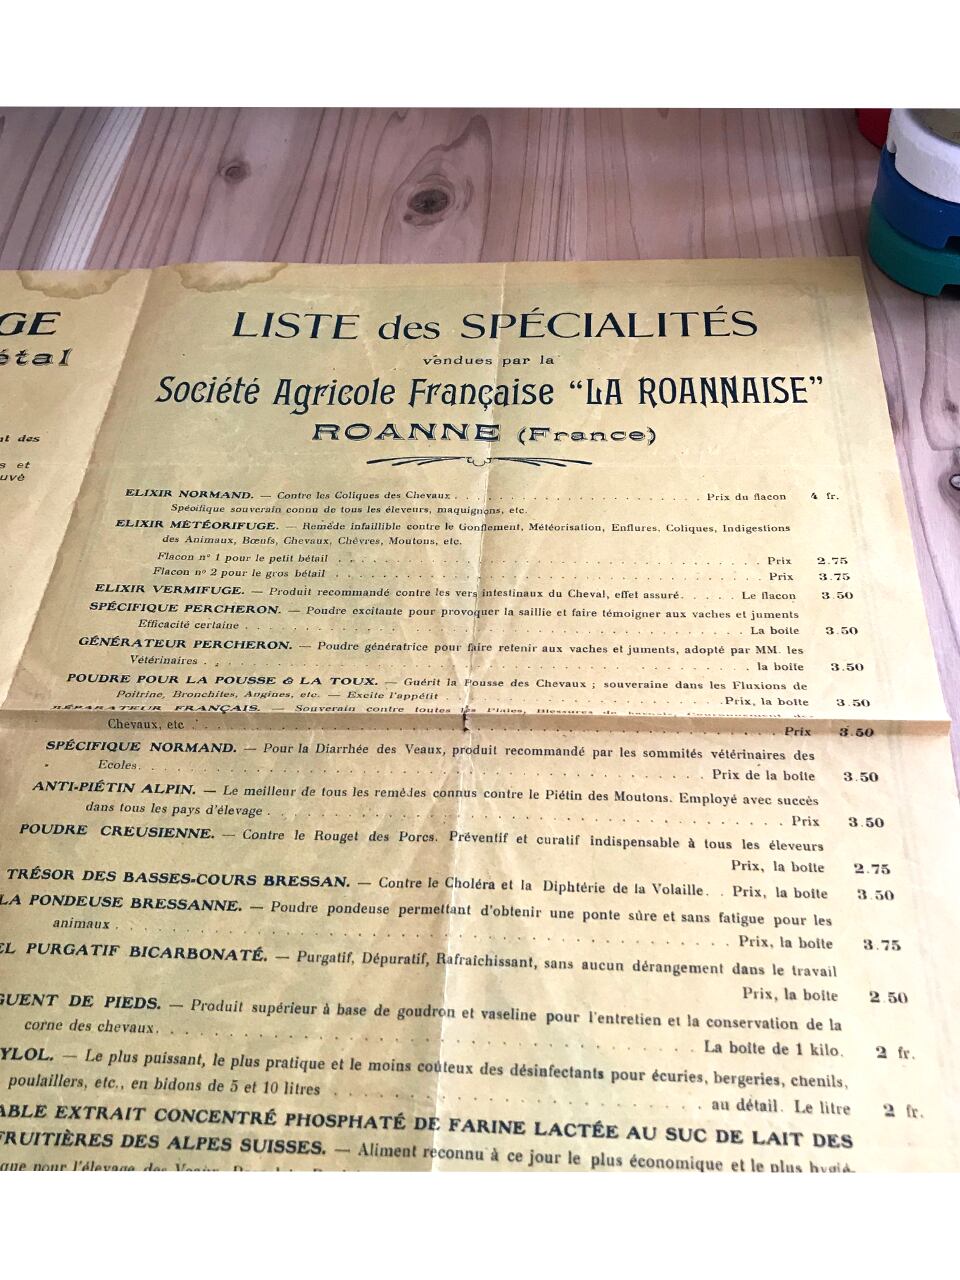 GE
étal
nt des
s et
uvé
LISTE des SPÉCIALITÉS
vendues par la
Société Agricole Française “LA ROANNAISE”
ROANNE (France)
ELIXIR NORMAND. — Contre les Coliques des Chevaux . . . Prix du flacon 4 fr.
Spécifique souverain connu de tous les éleveurs, maquignons, etc.
ELIXIR MÉTÉORIFUGE. — Remède infaillible contre le Gonflement, Météorisation, Enflures, Coliques, Indigestions
des Animaux, Bœufs, Chevaux, Chèvres, Moutons, etc.
Flacon nº 1 pour le petit bétail . . . Prix 2.75
Flacon nº 2 pour le gros bétail . . . Prix 3.75
ELIXIR VERMIFUGE. — Produit recommandé contre les vers intestinaux du Cheval, effet assuré. . . . Le flacon 3.50
SPÉCIFIQUE PERCHERON. — Poudre excitante pour provoquer la saillie et faire témoigner aux vaches et juments
Efficacité certaine . . . La boite 3.50
GÉNÉRATEUR PERCHERON. — Poudre génératrice pour faire retenir aux vaches et juments, adopté par MM. les
Vétérinaires . . . la boite 3.50
POUDRE POUR LA POUSSE & LA TOUX. — Guérit la Pousse des Chevaux ; souveraine dans les Fluxions de
Poitrine, Bronchites, Angines, etc. — Excite l'appétit . . . Prix, la boite 3.50
RÉPARATEUR FRANÇAIS. — Souverain contre toutes les Plaies, Blessures de
Chevaux, etc . . . Prix 3.50
SPÉCIFIQUE NORMAND. — Pour la Diarrhée des Veaux, produit recommandé par les sommités vétérinaires des
Ecoles. . . . Prix de la boîte 3.50
ANTI-PIÉTIN ALPIN. — Le meilleur de tous les remèdes connus contre le Piétin des Moutons. Employé avec succès
dans tous les pays d'élevage . . . Prix 3.50
POUDRE CREUSIENNE. — Contre le Rouget des Porcs. Préventif et curatif indispensable à tous les éleveurs
Prix, la boîte 2.75
TRÉSOR DES BASSES-COURS BRESSAN. — Contre le Choléra et la Diphtérie de la Volaille. . Prix, la boîte 3.50
LA PONDEUSE BRESSANNE. — Poudre pondeuse permettant d'obtenir une ponte sûre et sans fatigue pour les
animaux . . . Prix, la boîte 3.75
EL PURGATIF BICARBONATÉ. — Purgatif, Dépuratif, Rafraîchissant, sans aucun dérangement dans le travail
Prix, la boîte 2.50
GUENT DE PIEDS. — Produit supérieur à base de goudron et vaseline pour l'entretien et la conservation de la
corne des chevaux. . . . La boîte de 1 kilo. 2 fr.
YLOL. — Le plus puissant, le plus pratique et le moins coûteux des désinfectants pour écuries, bergeries, chenils,
poulaillers, etc., en bidons de 5 et 10 litres . . . au détail. Le litre 2 fr.
ABLE EXTRAIT CONCENTRÉ PHOSPHATÉ DE FARINE LACTÉE AU SUC DE LAIT DES
FRUITIÈRES DES ALPES SUISSES. — Aliment reconnu à ce jour le plus économique et le plus hygié-
que pour l'élevage des Veaux,